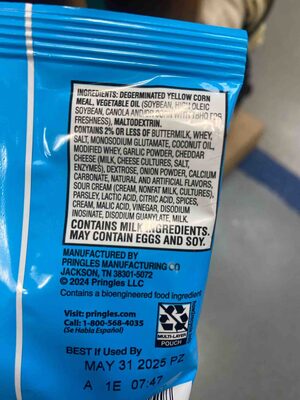 INGREDIENTS: DEGERMINATED YELLOW CORN
MEAL, VEGETABLE OIL (SOYBEAN, HIGH OLEIC
SOYBEAN, CANOLA AND/OR CORN WITH TBHQ FOR
FRESHNESS), MALTODEXTRIN.
CONTAINS 2% OR LESS OF BUTTERMILK, WHEY,
SALT, MONOSODIUM GLUTAMATE, COCONUT OIL,
MODIFIED WHEY, GARLIC POWDER, CHEDDAR
CHEESE (MILK, CHEESE CULTURES, SALT,
ENZYMES), DEXTROSE, ONION POWDER, CALCIUM
CARBONATE, NATURAL AND ARTIFICIAL FLAVORS,
SOUR CREAM (CREAM, NONFAT MILK, CULTURES),
PARSLEY, LACTIC ACID, CITRIC ACID, SPICES,
CREAM, MALIC ACID, VINEGAR, DISODIUM
INOSINATE, DISODIUM GUANYLATE, MILK.
CONTAINS MILK INGREDIENTS.
MAY CONTAIN EGGS AND SOY.
MANUFACTURED BY
PRINGLES MANUFACTURING CO
JACKSON, TN 38301-5072
© 2024 Pringles LLC
Contains a bioengineered food ingredient
Visit: pringles.com
Call: 1-800-568-4035
(Se Habla Español)
MULTI-LAYER
POUCH
BEST If Used By
MAY 31 2025 PZ
A 1E 07:47